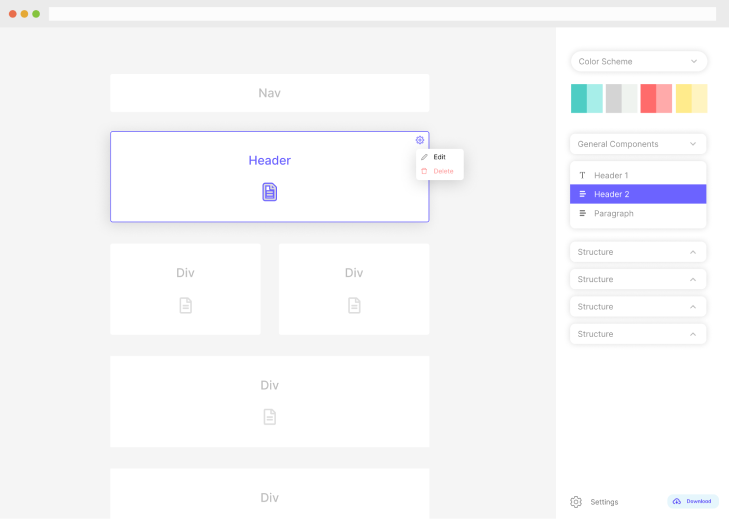 Nav
Header
Edit
Delete
Div
Div
Div
Div
Color Scheme
General Components
Header 1
Header 2
Paragraph
Structure
Structure
Structure
Structure
Settings
Download